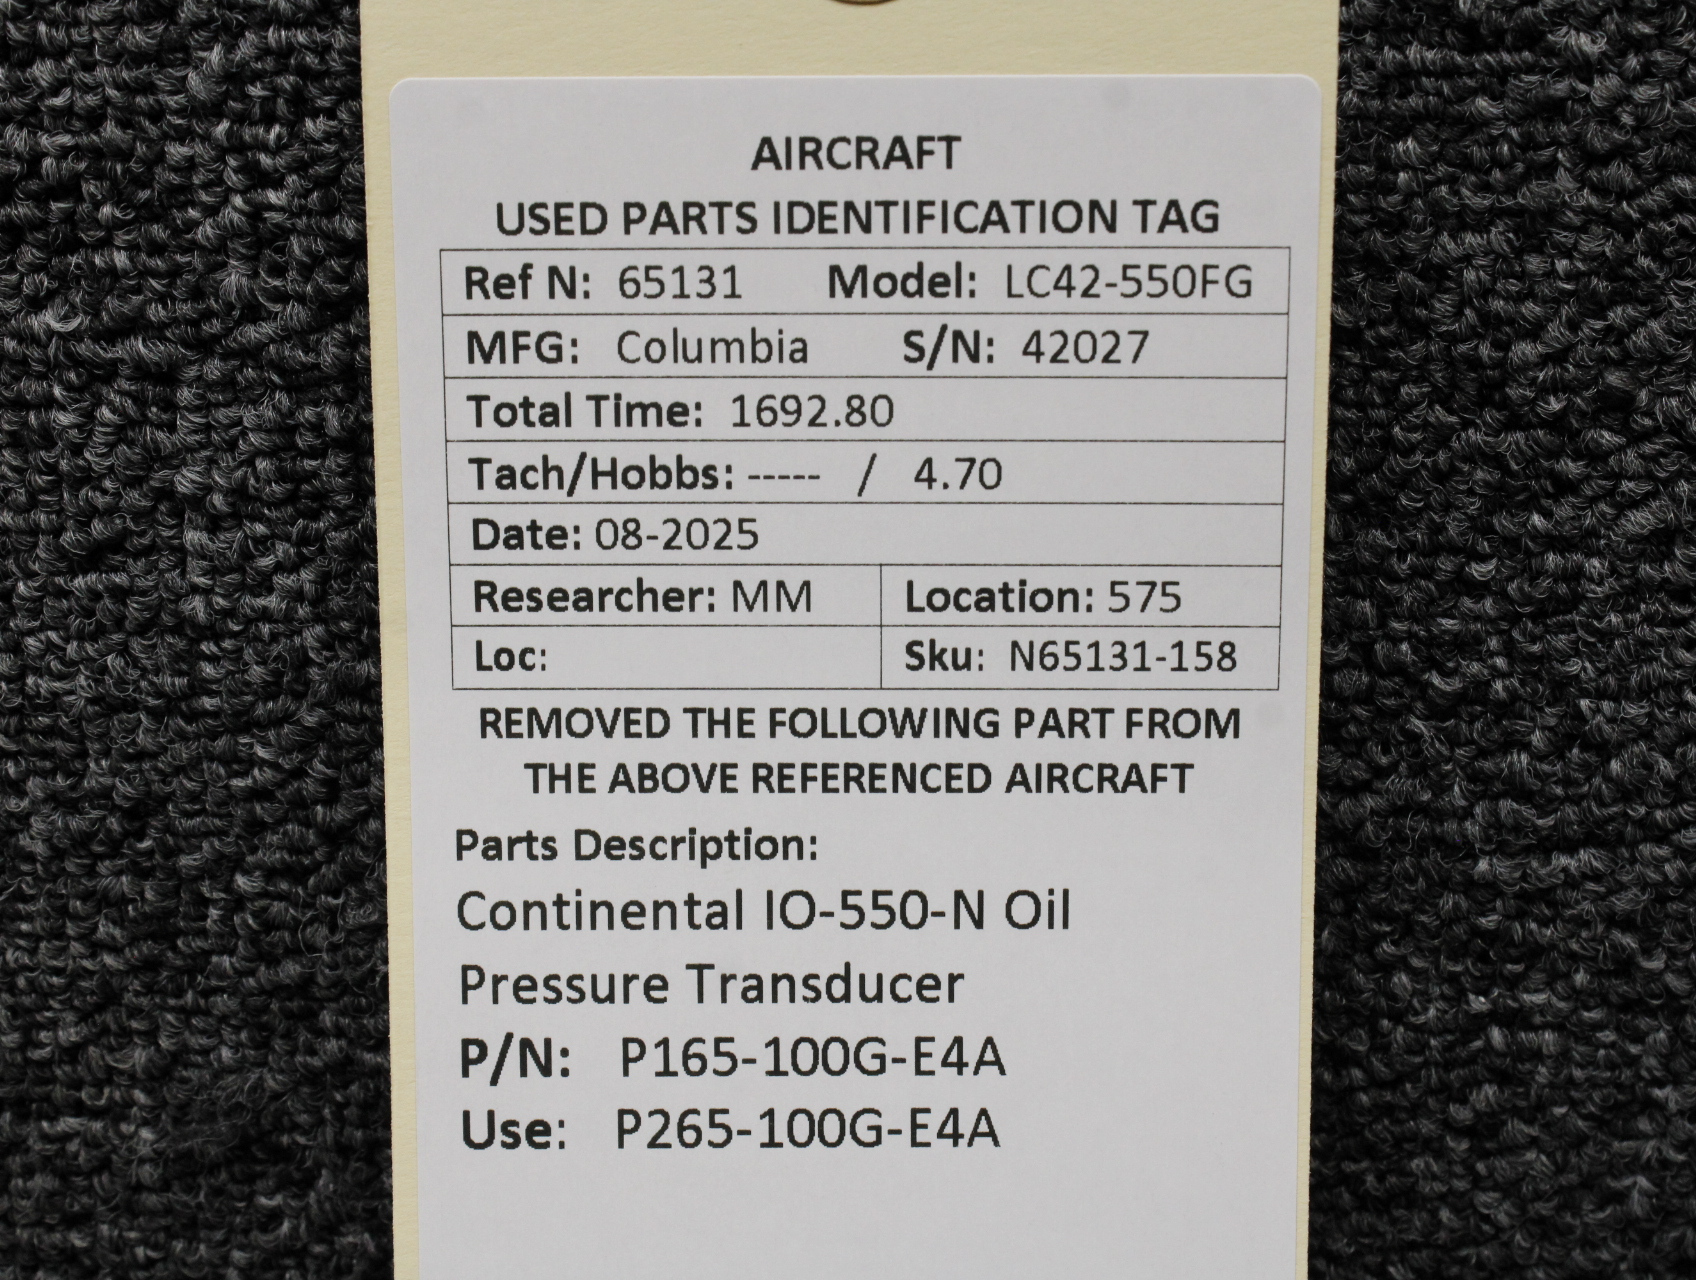 AIRCRAFT
USED PARTS IDENTIFICATION TAG
Ref N: 65131 Model: LC42-550FG
MFG: Columbia S/N: 42027
Total Time: 1692.80
Tach/Hobbs: ----- / 4.70
Date: 08-2025
Researcher: MM Location: 575
Loc: Sku: N65131-158
REMOVED THE FOLLOWING PART FROM
THE ABOVE REFERENCED AIRCRAFT
Parts Description:
Continental IO-550-N Oil
Pressure Transducer
P/N: P165-100G-E4A
Use: P265-100G-E4A